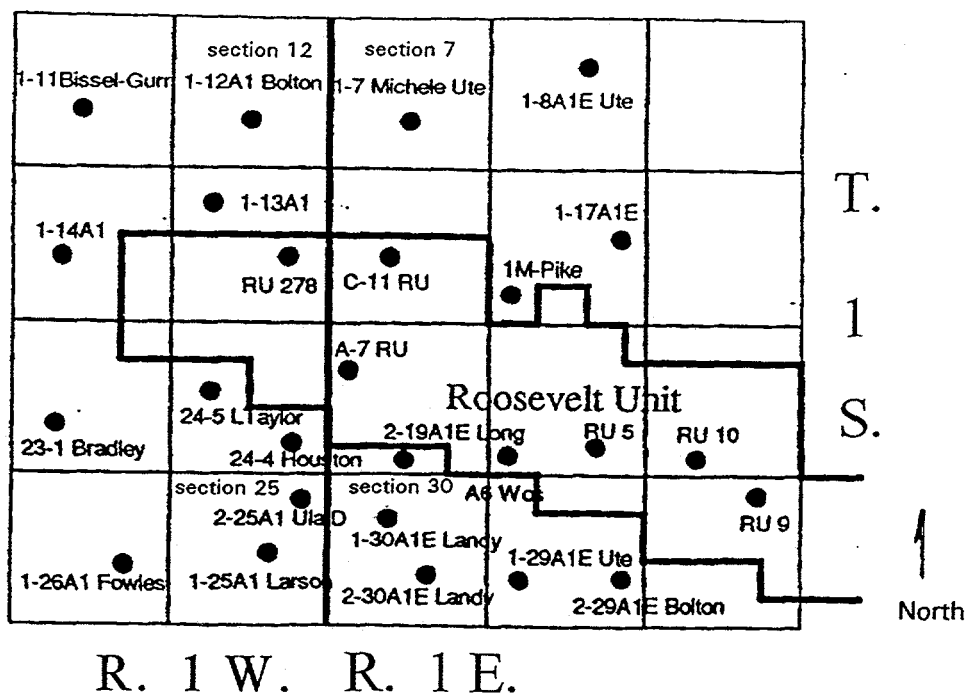 section 12 section 7
1-11Bissel-Gurr 1-12A1 Bolton 1-7 Michele Ute
1-8A1E Ute
T.
1-13A1 1-17A1E
1-14A1
RU 278 C-11 RU 1M-Pike
1
A-7 RU
Roosevelt Unit
24-5 LTaylor S.
23-1 Bradley 24-4 Houston 2-19A1E Long RU 5 RU 10
section 25 section 30 A6 Wos
2-25A1 UlaD RU 9
1-30A1E Landy
1-26A1 Fowles 1-25A1 Larson 1-29A1E Ute
2-30A1E Landy 2-29A1E Bolton
North
R. 1 W. R. 1 E.